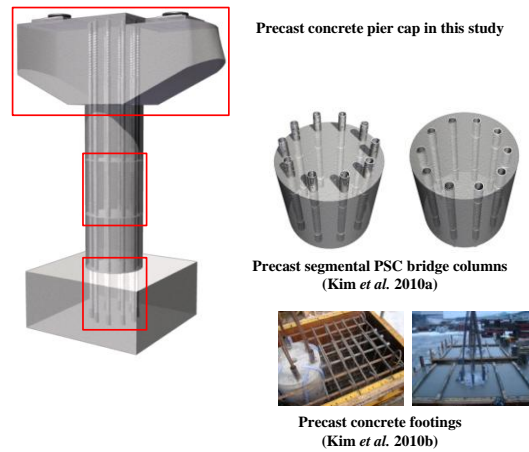 Precast concrete pier cap in this study
Precast segmental PSC bridge columns
(Kim et al. 2010a)
Precast concrete footings
(Kim et al. 2010b)